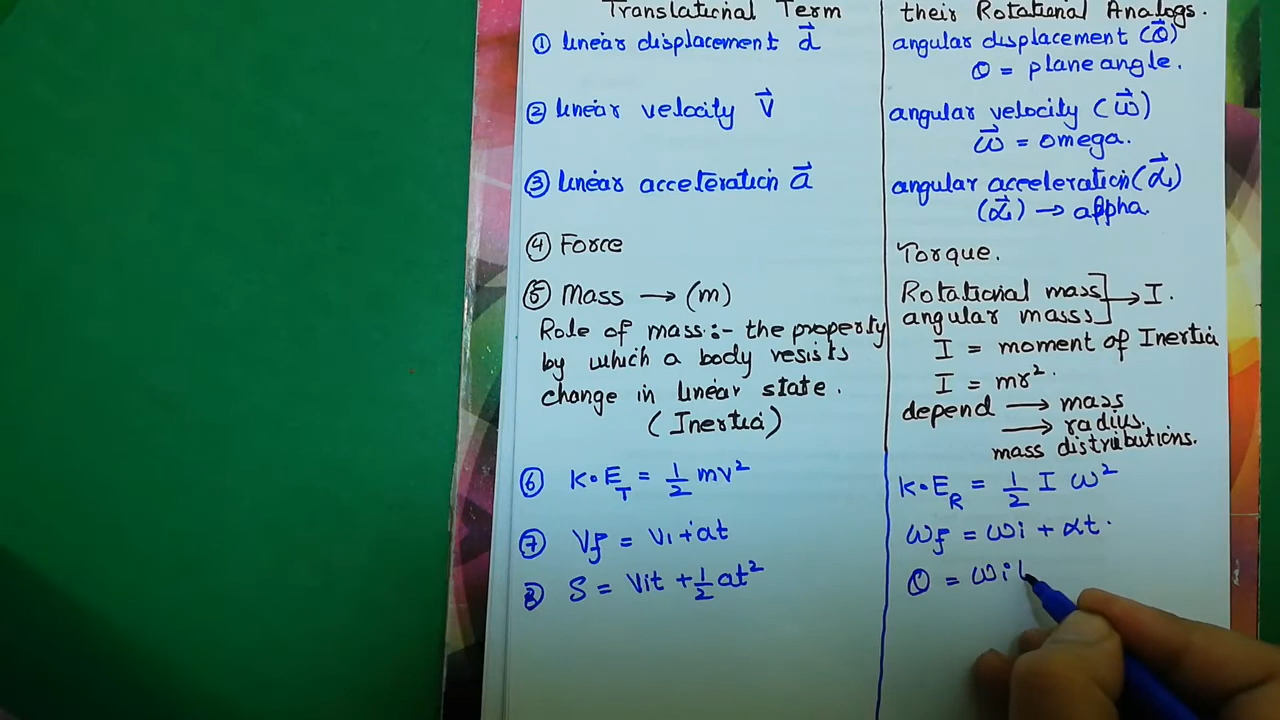 Translational Term
their Rotational Analogs.
① linear displacement d⃗
angular displacement (θ⃗)
θ = plane angle.
② linear velocity V⃗
angular velocity (ω⃗)
ω⃗ = omega.
③ linear acceleration a⃗
angular acceleration (α⃗)
(α⃗) → alpha.
④ Force
Torque.
⑤ Mass → (m)
Role of mass:- the property
by which a body resists
change in linear state.
(Inertia)
Rotational mass
angular masss
→ I.
I = moment of Inertia
I = mr².
depend → mass
→ radius.
mass distributions.
⑥ K.E_T = 1/2 mv²
K.E_R = 1/2 I ω²
⑦ Vf = Vi + at
ωf = ωi + αt.
⑧ S = Vit + 1/2 at²
θ = ωi